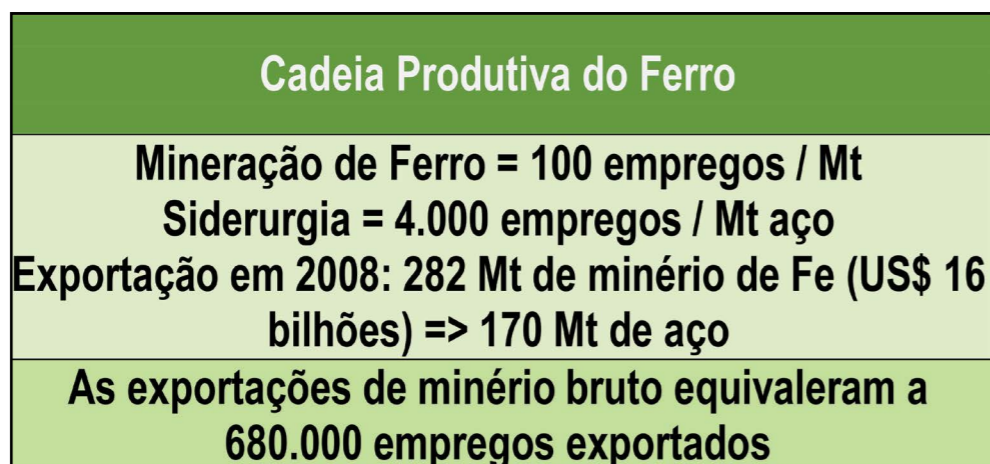 Cadeia Produtiva do Ferro
Mineração de Ferro = 100 empregos / Mt
Siderurgia = 4.000 empregos / Mt aço
Exportação em 2008: 282 Mt de minério de Fe (US$ 16
bilhões) => 170 Mt de aço
As exportações de minério bruto equivaleram a
680.000 empregos exportados